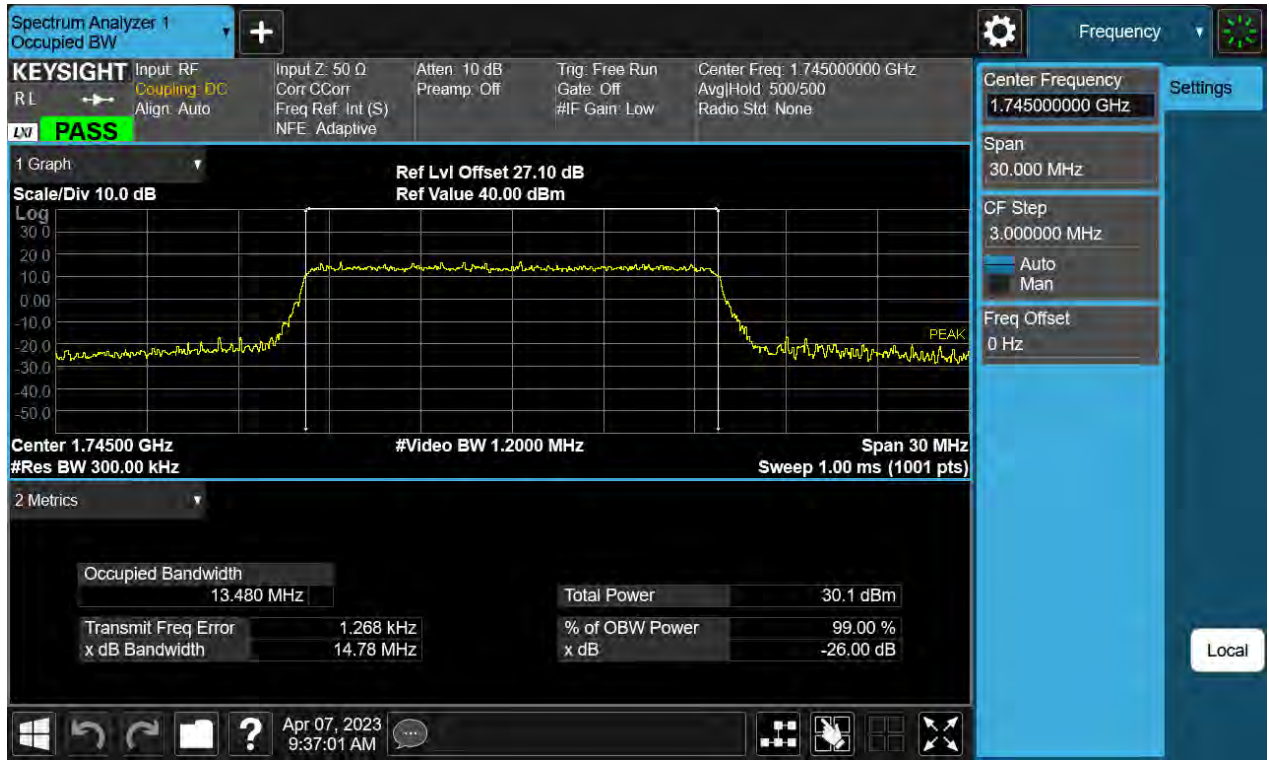 Spectrum Analyzer 1
Occupied BW
+
Frequency
KEYSIGHT
RL
LXI
PASS
Input: RF
Coupling: DC
Align: Auto
Input Z: 50 Ω
Corr CCorr
Freq Ref: Int (S)
NFE: Adaptive
Atten: 10 dB
Preamp: Off
Trig: Free Run
Gate: Off
#IF Gain: Low
Center Freq: 1.745000000 GHz
Avg|Hold: 500/500
Radio Std: None
1 Graph
Scale/Div 10.0 dB
Ref Lvl Offset 27.10 dB
Ref Value 40.00 dBm
Log
30.0
20.0
10.0
0.00
-10.0
-20.0
-30.0
-40.0
-50.0
PEAK
Center 1.74500 GHz
#Video BW 1.2000 MHz
Span 30 MHz
#Res BW 300.00 kHz
Sweep 1.00 ms (1001 pts)
2 Metrics
Occupied Bandwidth
13.480 MHz
Transmit Freq Error 1.268 kHz
x dB Bandwidth 14.78 MHz
Total Power 30.1 dBm
% of OBW Power 99.00 %
x dB -26.00 dB
Center Frequency
1.745000000 GHz
Settings
Span
30.000 MHz
CF Step
3.000000 MHz
Auto
Man
Freq Offset
0 Hz
Local
?
Apr 07, 2023
9:37:01 AM